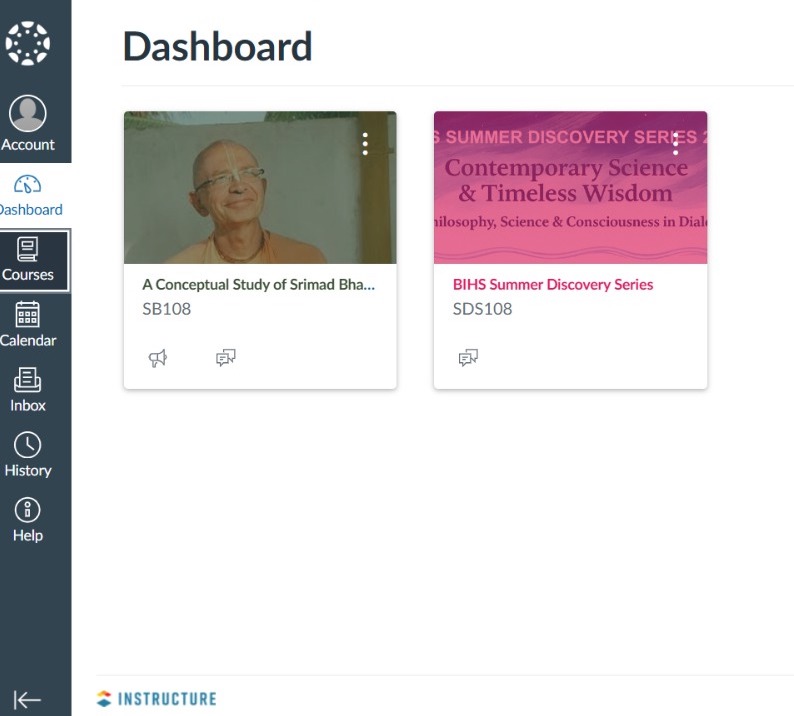 Dashboard
Account
Dashboard
Courses
Calendar
Inbox
History
Help
S SUMMER DISCOVERY SERIES 2
Contemporary Science
& Timeless Wisdom
hilosophy, Science & Consciousness in Dial
A Conceptual Study of Srimad Bha...
SB108
BIHS Summer Discovery Series
SDS108
INSTRUCTURE